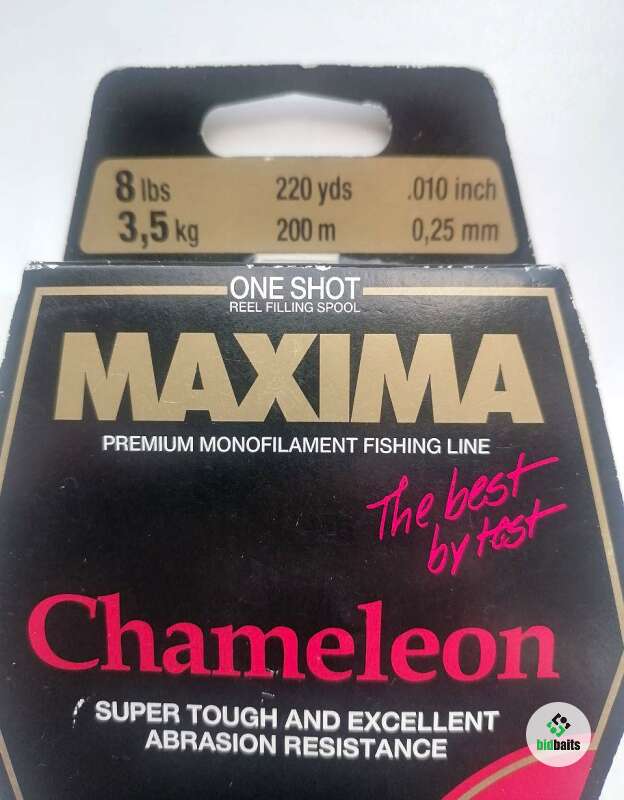 8 lbs 220 yds .010 inch
3,5 kg 200 m 0,25 mm
ONE SHOT
REEL FILLING SPOOL
MAXIMA
PREMIUM MONOFILAMENT FISHING LINE
The best
by test
Chameleon
SUPER TOUGH AND EXCELLENT
ABRASION RESISTANCE
bidbaits